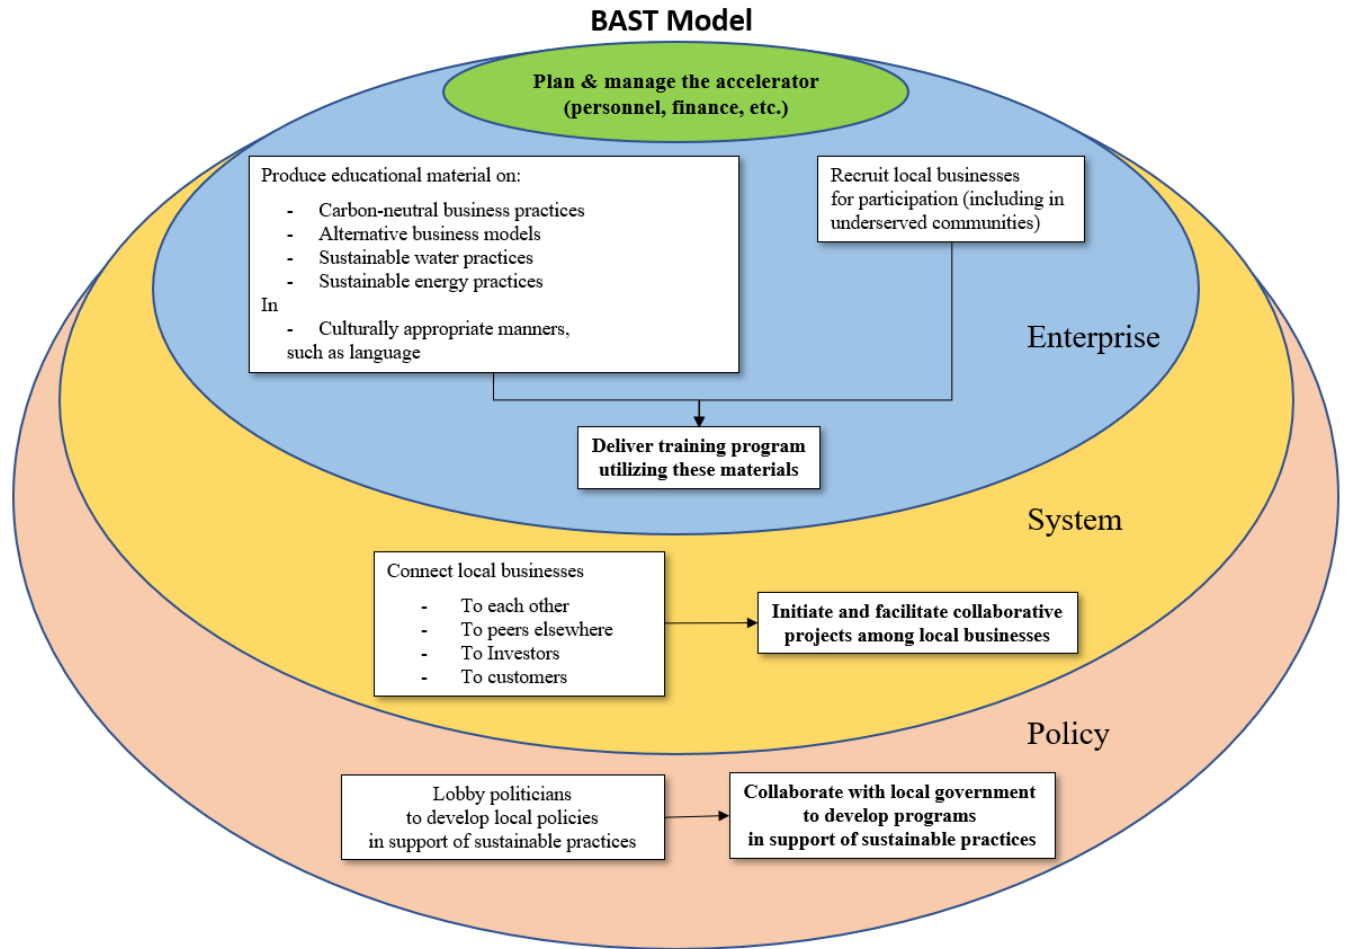 BAST Model
Plan & manage the accelerator
(personnel, finance, etc.)
Produce educational material on:
- Carbon-neutral business practices
- Alternative business models
- Sustainable water practices
- Sustainable energy practices
In
- Culturally appropriate manners,
such as language
Recruit local businesses
for participation (including in
underserved communities)
Enterprise
Deliver training program
utilizing these materials
System
Connect local businesses
- To each other
- To peers elsewhere
- To Investors
- To customers
Initiate and facilitate collaborative
projects among local businesses
Policy
Lobby politicians
to develop local policies
in support of sustainable practices
Collaborate with local government
to develop programs
in support of sustainable practices